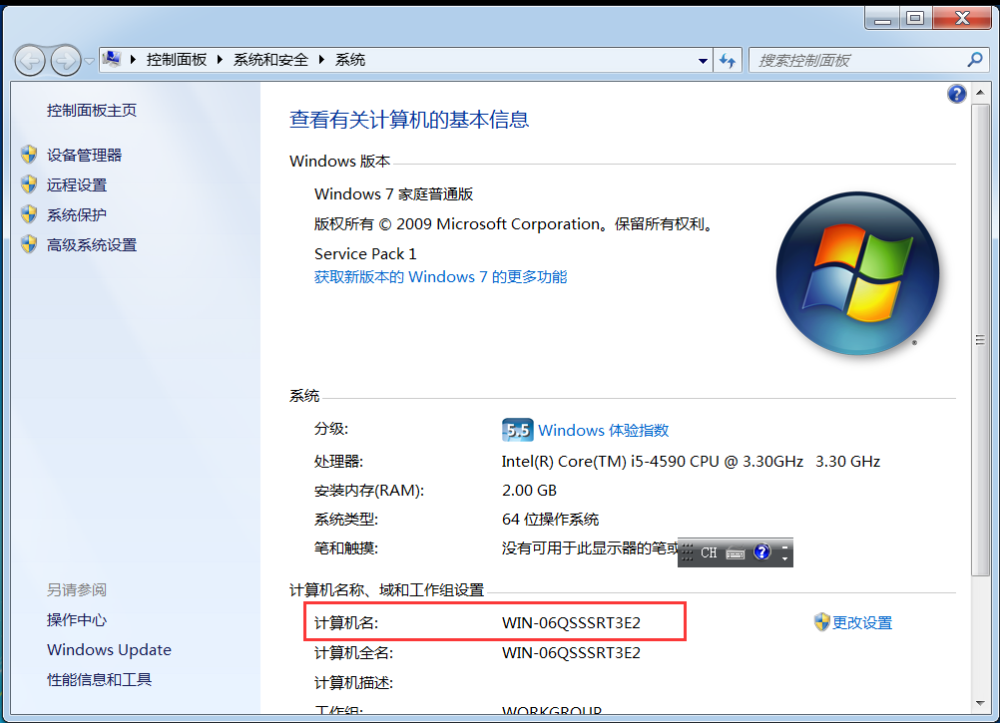 控制面板 系统和安全 系统
搜索控制面板
控制面板主页
设备管理器
远程设置
系统保护
高级系统设置
另请参阅
操作中心
Windows Update
性能信息和工具
查看有关计算机的基本信息
Windows 版本
Windows 7 家庭普通版
版权所有 © 2009 Microsoft Corporation。保留所有权利。
Service Pack 1
获取新版本的 Windows 7 的更多功能
系统
分级: 5.5 Windows 体验指数
处理器: Intel(R) Core(TM) i5-4590 CPU @ 3.30GHz 3.30 GHz
安装内存(RAM): 2.00 GB
系统类型: 64 位操作系统
笔和触摸: 没有可用于此显示器的笔或
CH
计算机名称、域和工作组设置
计算机名: WIN-06QSSSRT3E2
更改设置
计算机全名: WIN-06QSSSRT3E2
计算机描述:
工作组: WORKGROUP